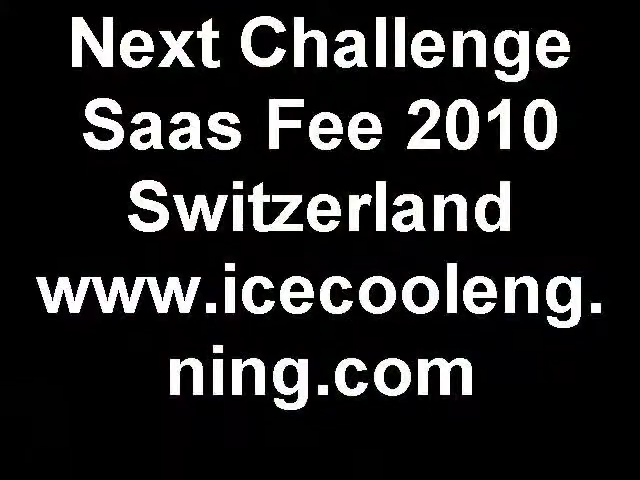 Next Challenge
Saas Fee 2010
Switzerland
www.icecooleng.
ning.com